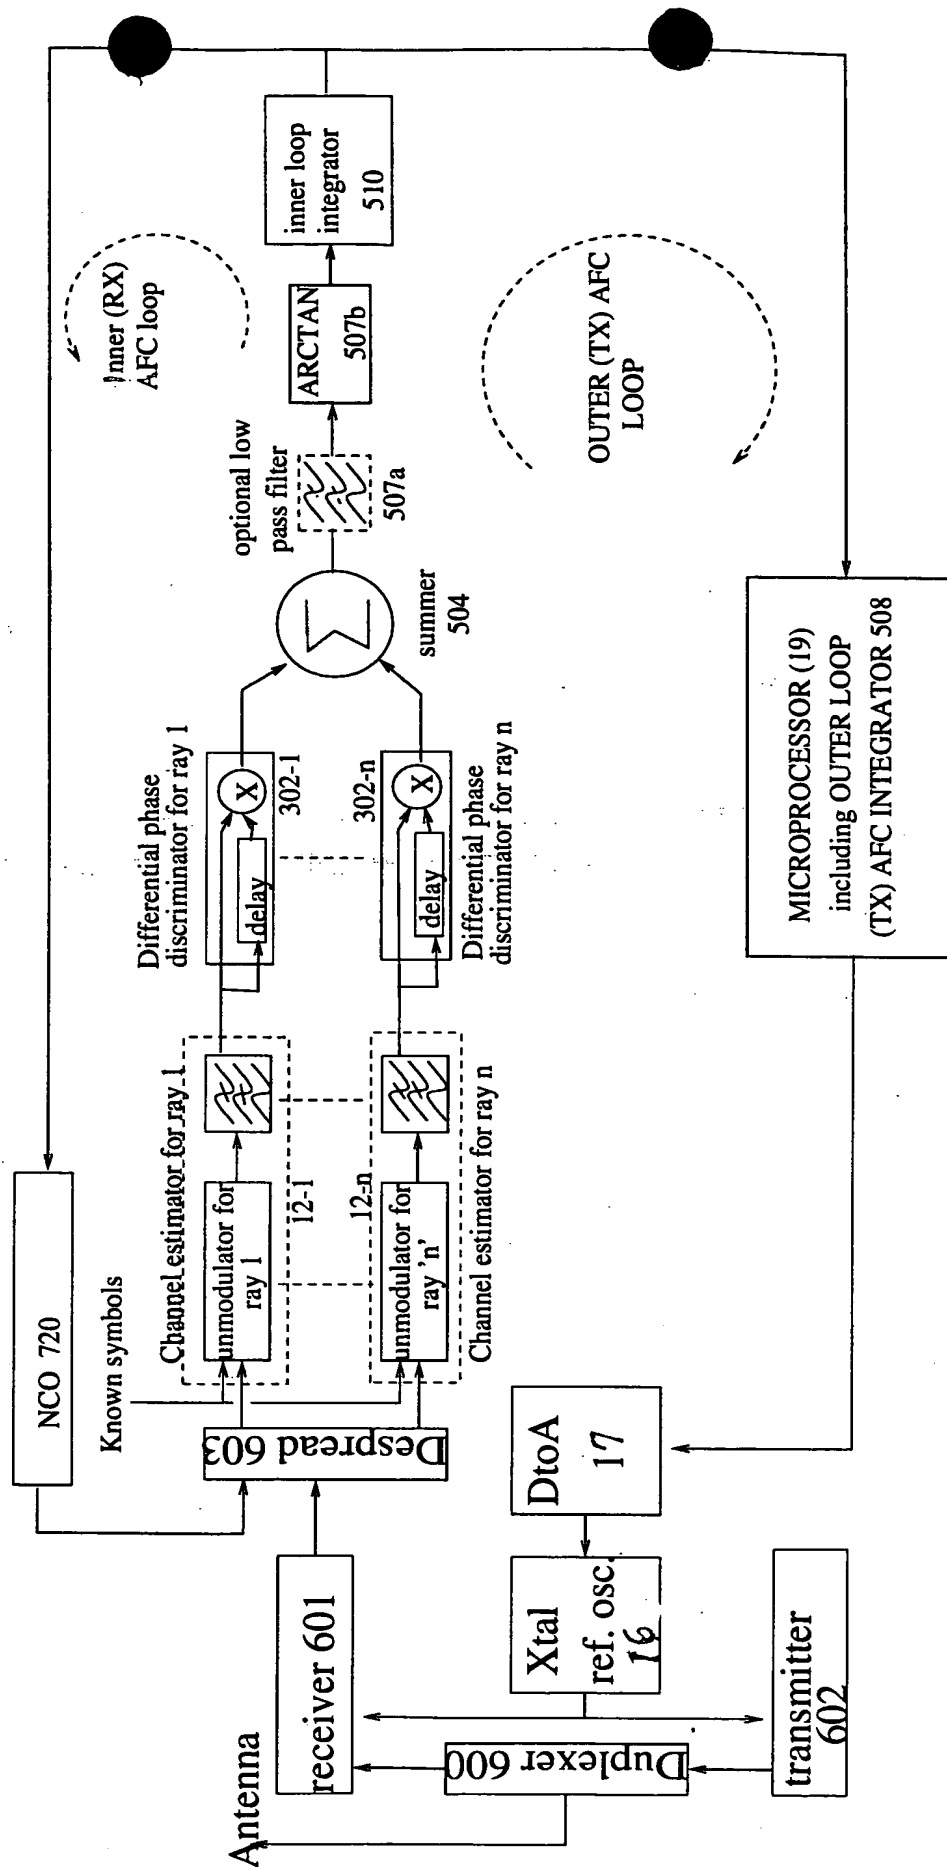 Antenna
receiver 601
Duplexer 600
transmitter
602
Xtal
ref. osc.
16
DtoA
17
Despread 603
NCO 720
Known symbols
Channel estimator for ray 1
unmodulator for
ray 1
12-1
12-n
unmodulator for
ray 'n'
Channel estimator for ray n
Differential phase
discriminator for ray 1
delay
X
302-1
302-n
delay
X
Differential phase
discriminator for ray n
summer
504
Σ
optional low
pass filter
507a
ARCTAN
507b
inner loop
integrator
510
Inner (RX)
AFC loop
OUTER (TX) AFC
LOOP
MICROPROCESSOR (19)
including OUTER LOOP
(TX) AFC INTEGRATOR 508